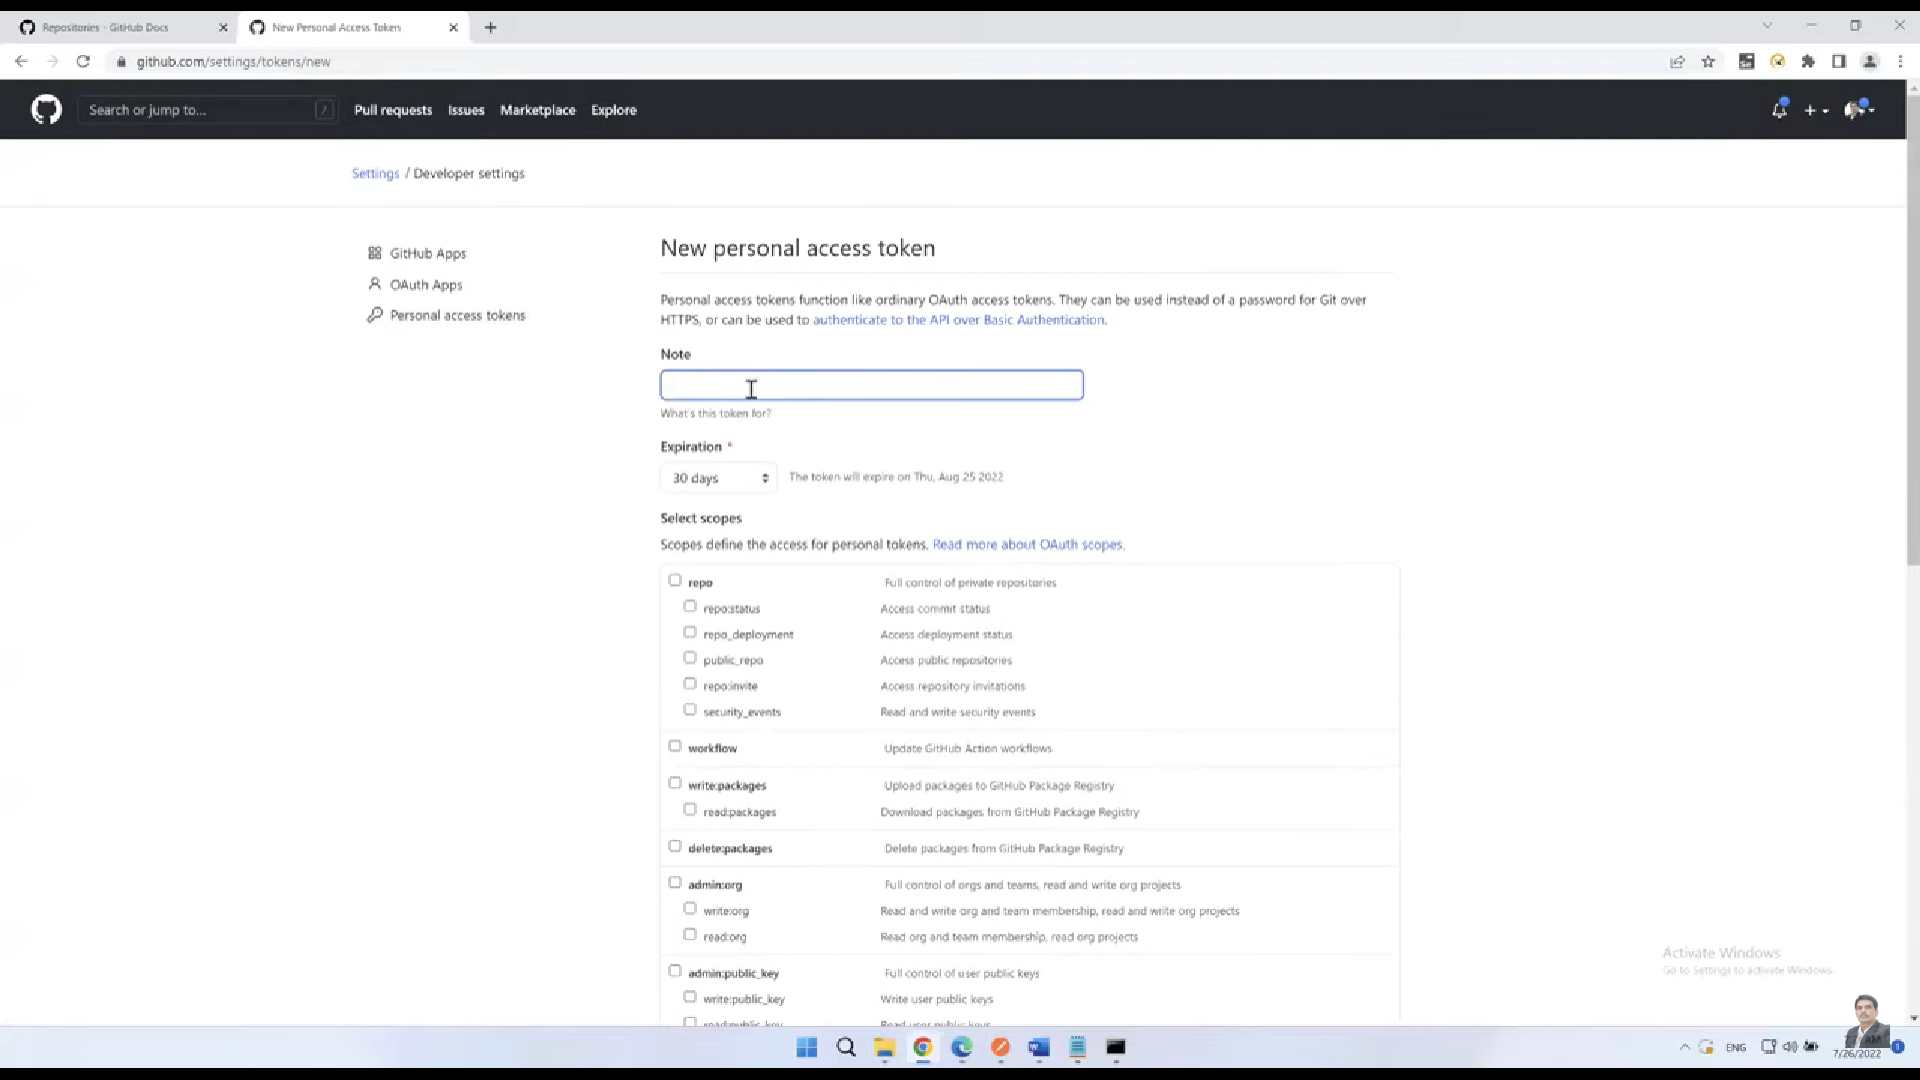 Repositories - GitHub Docs
New Personal Access Token
github.com/settings/tokens/new
Search or jump to...
/
Pull requests
Issues
Marketplace
Explore
Settings / Developer settings
GitHub Apps
OAuth Apps
Personal access tokens
New personal access token
Personal access tokens function like ordinary OAuth access tokens. They can be used instead of a password for Git over
HTTPS, or can be used to authenticate to the API over Basic Authentication.
Note
What's this token for?
Expiration *
30 days
The token will expire on Thu, Aug 25 2022
Select scopes
Scopes define the access for personal tokens. Read more about OAuth scopes.
repo Full control of private repositories
repo:status Access commit status
repo_deployment Access deployment status
public_repo Access public repositories
repo:invite Access repository invitations
security_events Read and write security events
workflow Update GitHub Action workflows
write:packages Upload packages to GitHub Package Registry
read:packages Download packages from GitHub Package Registry
delete:packages Delete packages from GitHub Package Registry
admin:org Full control of orgs and teams, read and write org projects
write:org Read and write org and team membership, read and write org projects
read:org Read org and team membership, read org projects
admin:public_key Full control of user public keys
write:public_key Write user public keys
read:public_key Read user public keys
Activate Windows
Go to Settings to activate Windows.
ENG
7/26/2022
1